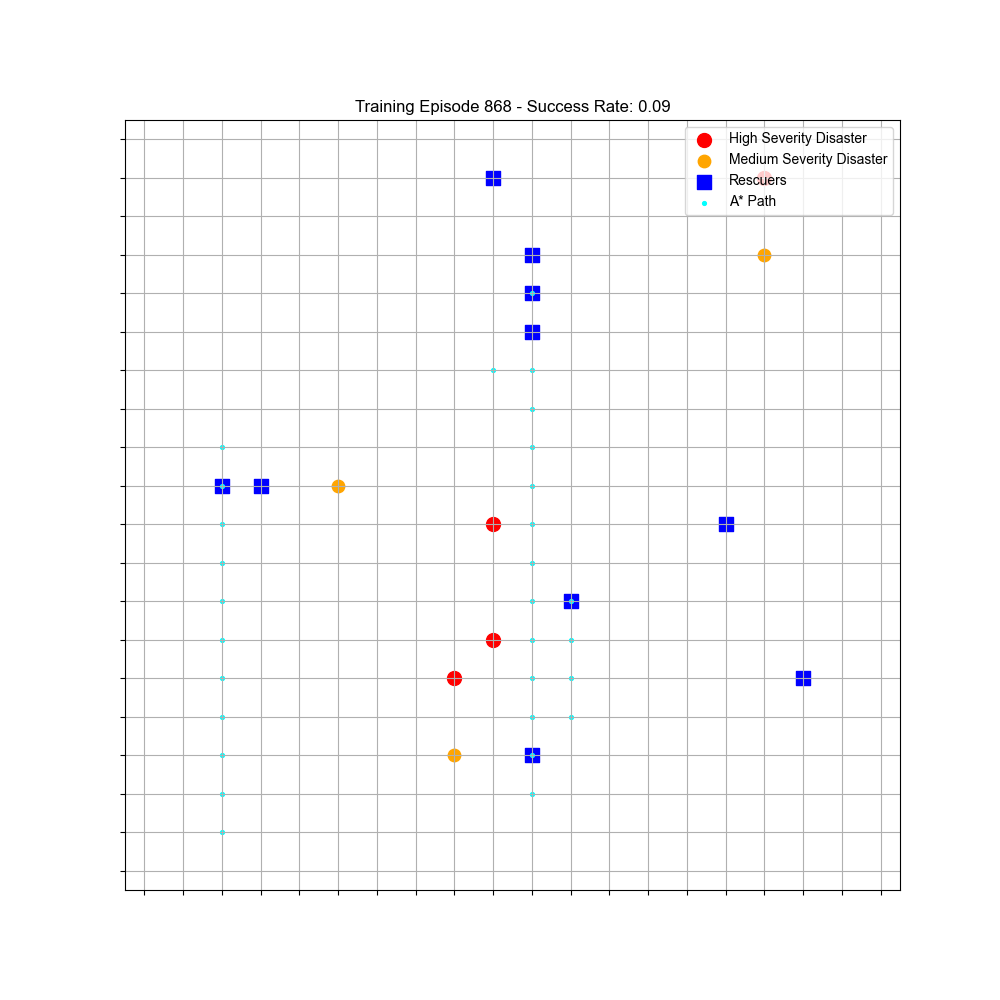 Training Episode 868 - Success Rate: 0.09
High Severity Disaster
Medium Severity Disaster
Rescuers
A* Path